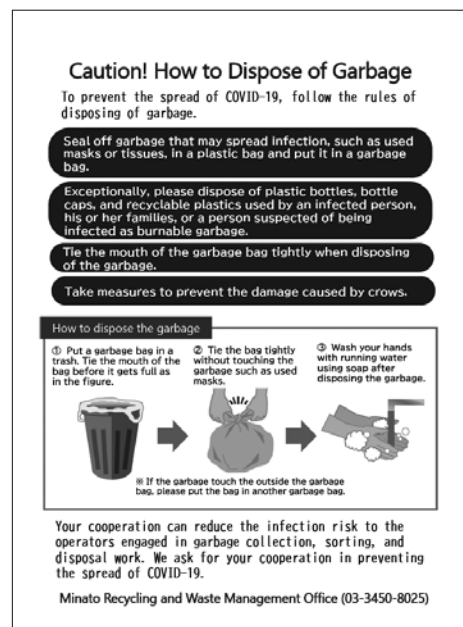 Caution! How to Dispose of Garbage
To prevent the spread of COVID-19, follow the rules of
disposing of garbage.
Seal off garbage that may spread infection, such as used
masks or tissues, in a plastic bag and put it in a garbage
bag.
Exceptionally, please dispose of plastic bottles, bottle
caps, and recyclable plastics used by an infected person,
his or her families, or a person suspected of being
infected as burnable garbage.
Tie the mouth of the garbage bag tightly when disposing
of the garbage.
Take measures to prevent the damage caused by crows.
How to dispose the garbage
① Put a garbage bag in a
trash. Tie the mouth of the
bag before it gets full as
in the figure.
② Tie the bag tightly
without touching the
garbage such as used
masks.
③ Wash your hands
with running water
using soap after
disposing the garbage.
※ If the garbage touch the outside the garbage
bag, please put the bag in another garbage bag.
Your cooperation can reduce the infection risk to the
operators engaged in garbage collection, sorting, and
disposal work. We ask for your cooperation in preventing
the spread of COVID-19.
Minato Recycling and Waste Management Office (03-3450-8025)